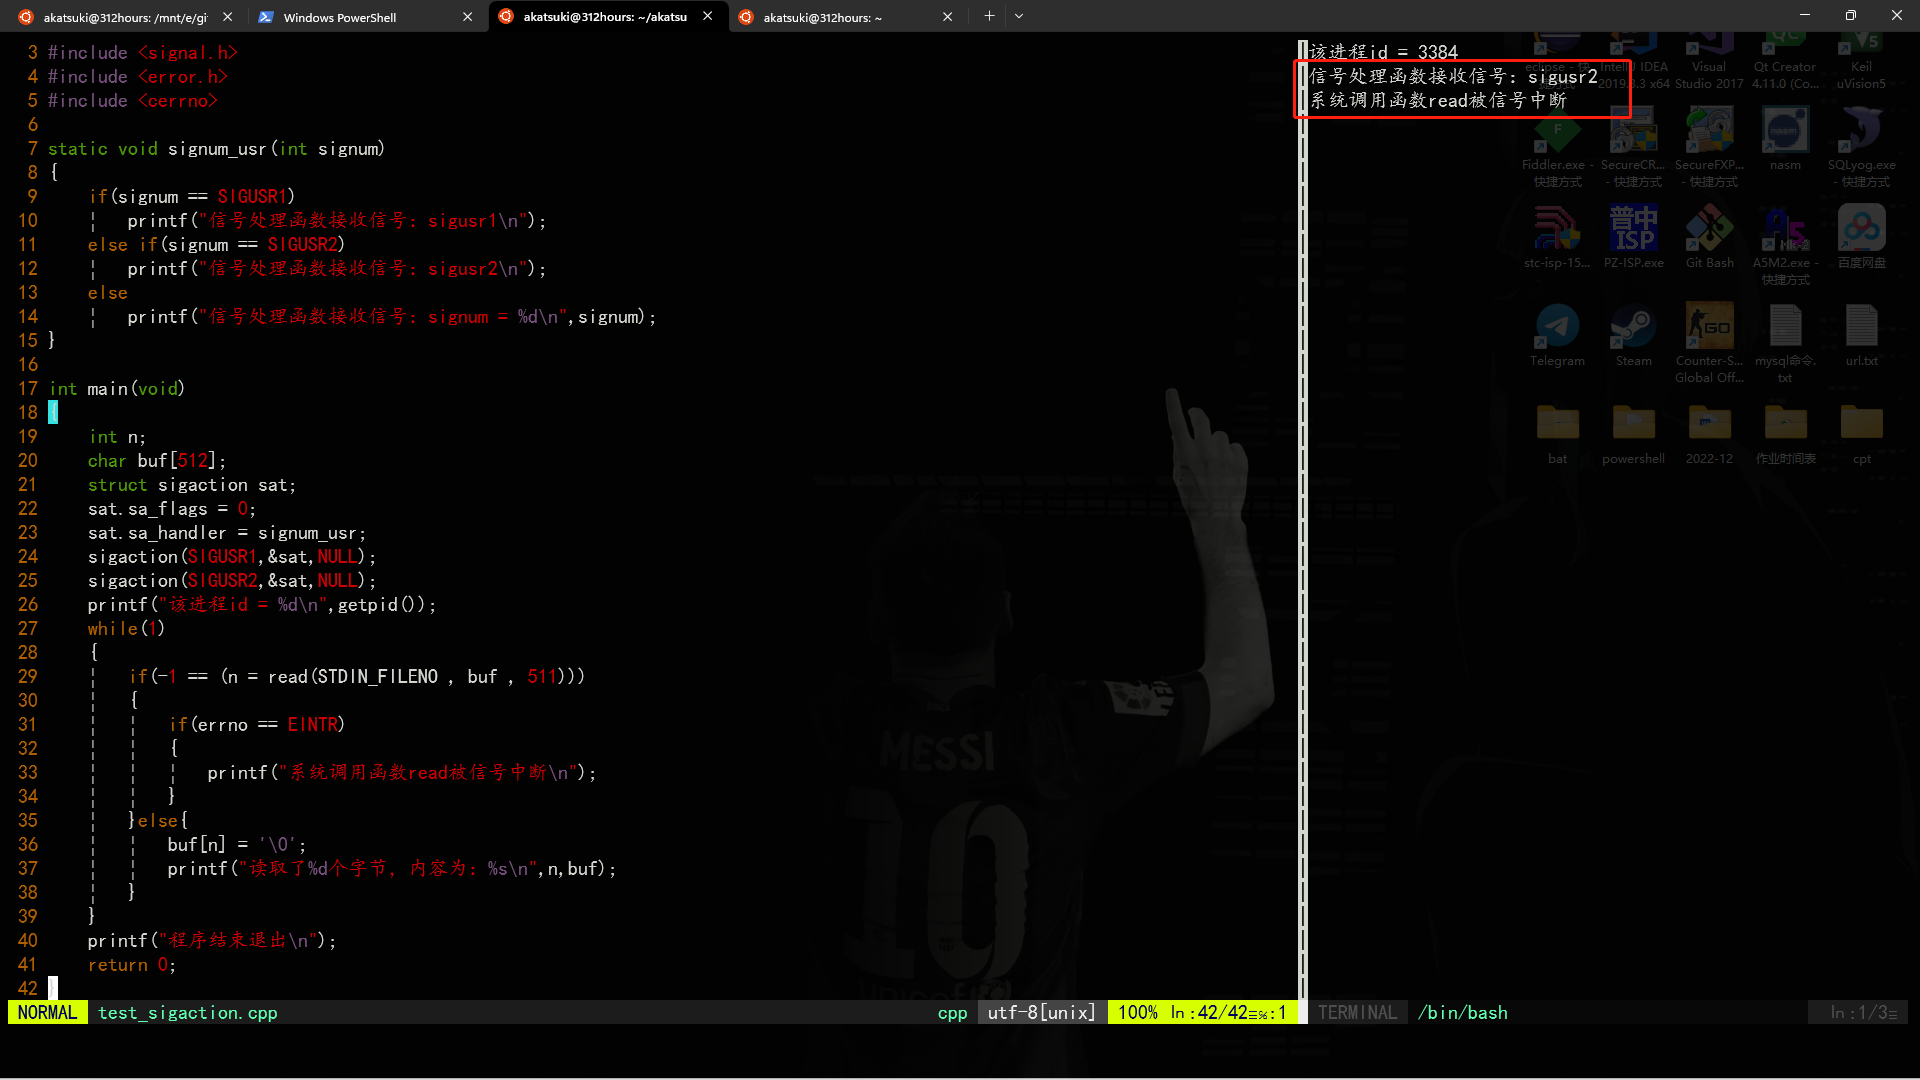 akatsuki@312hours: /mnt/e/gi
Windows PowerShell
akatsuki@312hours: ~/akatsu
akatsuki@312hours: ~
3 #include <signal.h>
4 #include <error.h>
5 #include <cerrno>
6
7 static void signum_usr(int signum)
8 {
9 if(signum == SIGUSR1)
10 printf("信号处理函数接收信号: sigusr1\n");
11 else if(signum == SIGUSR2)
12 printf("信号处理函数接收信号: sigusr2\n");
13 else
14 printf("信号处理函数接收信号: signum = %d\n",signum);
15 }
16
17 int main(void)
18 {
19 int n;
20 char buf[512];
21 struct sigaction sat;
22 sat.sa_flags = 0;
23 sat.sa_handler = signum_usr;
24 sigaction(SIGUSR1,&sat,NULL);
25 sigaction(SIGUSR2,&sat,NULL);
26 printf("该进程id = %d\n",getpid());
27 while(1)
28 {
29 if(-1 == (n = read(STDIN_FILENO , buf , 511)))
30 {
31 if(errno == EINTR)
32 {
33 printf("系统调用函数read被信号中断\n");
34 }
35 }else{
36 buf[n] = '\0';
37 printf("读取了%d个字节, 内容为: %s\n",n,buf);
38 }
39 }
40 printf("程序结束退出\n");
41 return 0;
42 }
NORMAL test_sigaction.cpp cpp utf-8[unix] 100% ln:42/42≡%:1
该进程id = 3384
信号处理函数接收信号: sigusr2
系统调用函数read被信号中断
TERMINAL /bin/bash ln:1/3≡
eclipse - 快
IntelliJ IDEA
2019.3.3 x64
Visual
Studio 2017
Qt Creator
4.11.0 (Co...
Keil
uVision5
Fiddler.exe -
快捷方式
SecureCR...
- 快捷方式
SecureFXP...
- 快捷方式
nasm
SQLyog.exe
- 快捷方式
普中
ISP
stc-isp-15...
PZ-ISP.exe
Git Bash
A5M2.exe -
快捷方式
百度网盘
Telegram
Steam
GO
Counter-S...
Global Off...
mysql命令.
txt
url.txt
bat
powershell
2022-12
作业时间表
cpt
MESSI
10